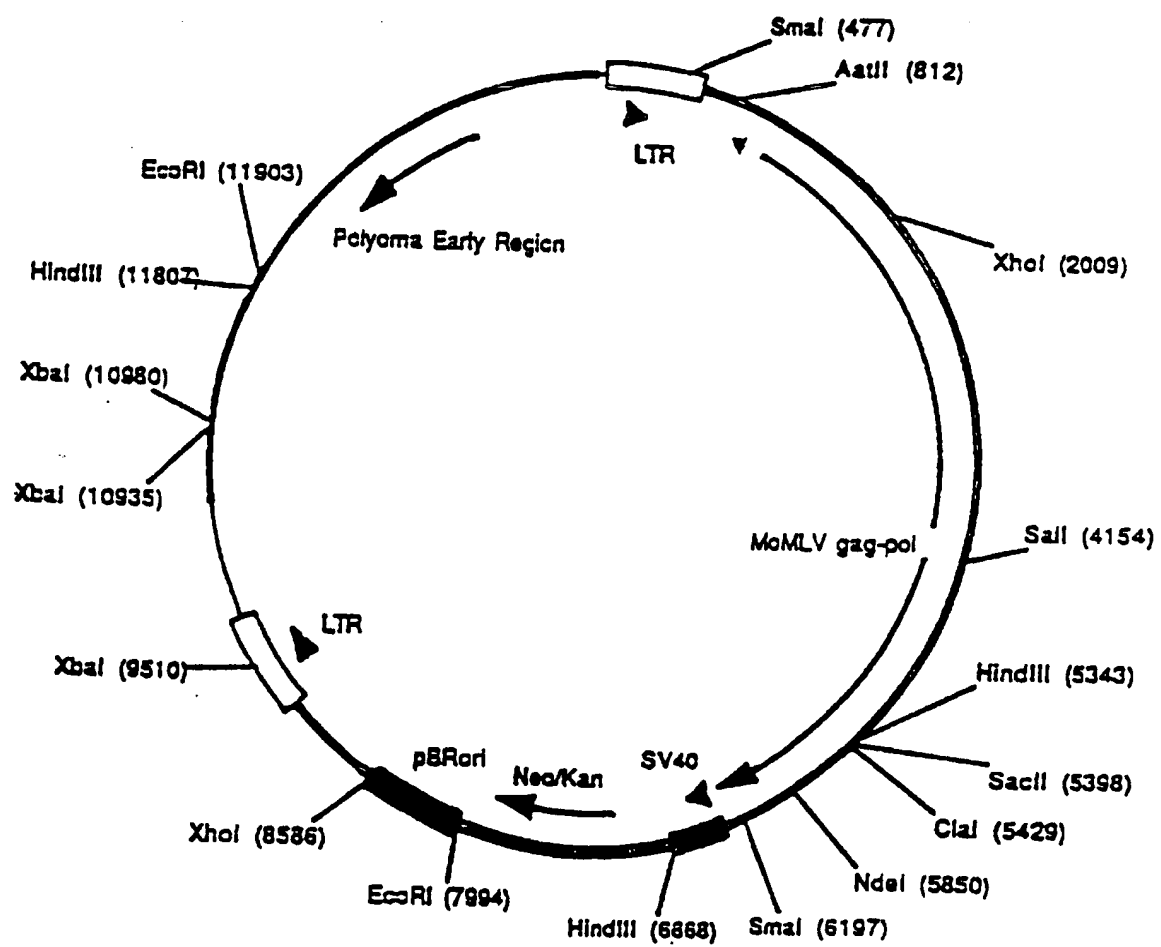 SmaI (477)
AatII (812)
LTR
EcoRI (11903)
Polyoma Early Region
XhoI (2009)
HindIII (11807)
XbaI (10980)
XbaI (10935)
MoMLV gag-pol
SalI (4154)
LTR
XbaI (9510)
HindIII (5343)
pBRori
Neo/Kan
SV40
SacII (5398)
XhoI (8586)
ClaI (5429)
EcoRI (7994)
NdeI (5850)
HindIII (6868)
SmaI (6197)